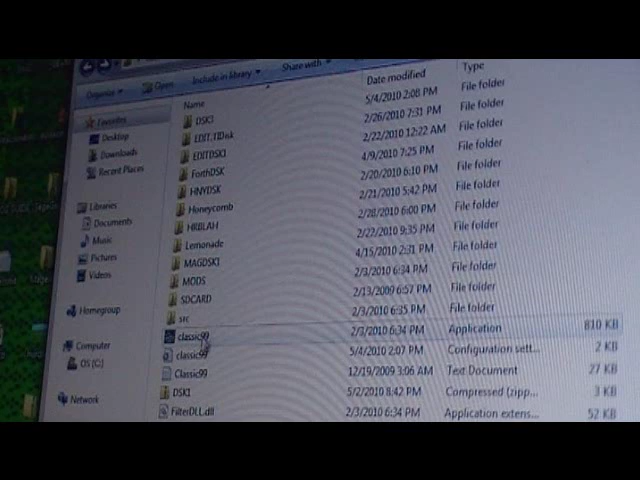 Organize Open Include in library Share with
Name Date modified Type
DSK3 5/4/2010 2:08 PM File folder
EDIT_TIDisk 2/26/2010 7:31 PM File folder
EDITDSK1 2/22/2010 12:22 AM File folder
ForthDSK 4/9/2010 7:25 PM File folder
HNYDSK 2/20/2010 6:10 PM File folder
Honeycomb 2/21/2010 5:42 PM File folder
HRBLAH 2/28/2010 6:00 PM File folder
Lemonade 2/22/2010 9:35 PM File folder
MAGDSK1 4/15/2010 2:31 PM File folder
MODS 2/3/2010 6:34 PM File folder
SDCARD 2/13/2009 6:57 PM File folder
src 2/3/2010 6:35 PM File folder
classic99 2/3/2010 6:34 PM Application 810 KB
classic99 5/4/2010 2:07 PM Configuration sett... 2 KB
Classic99 12/19/2009 3:06 AM Text Document 27 KB
DSK1 5/2/2010 8:42 PM Compressed (zipp... 3 KB
FilterDLL.dll 2/3/2010 6:34 PM Application extens... 52 KB
Favorites
Desktop
Downloads
Recent Places
Libraries
Documents
Music
Pictures
Videos
Homegroup
Computer
OS (C:)
Network